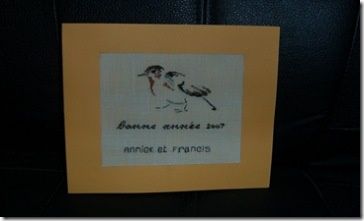 Bonne année 2007
Annick et Francis